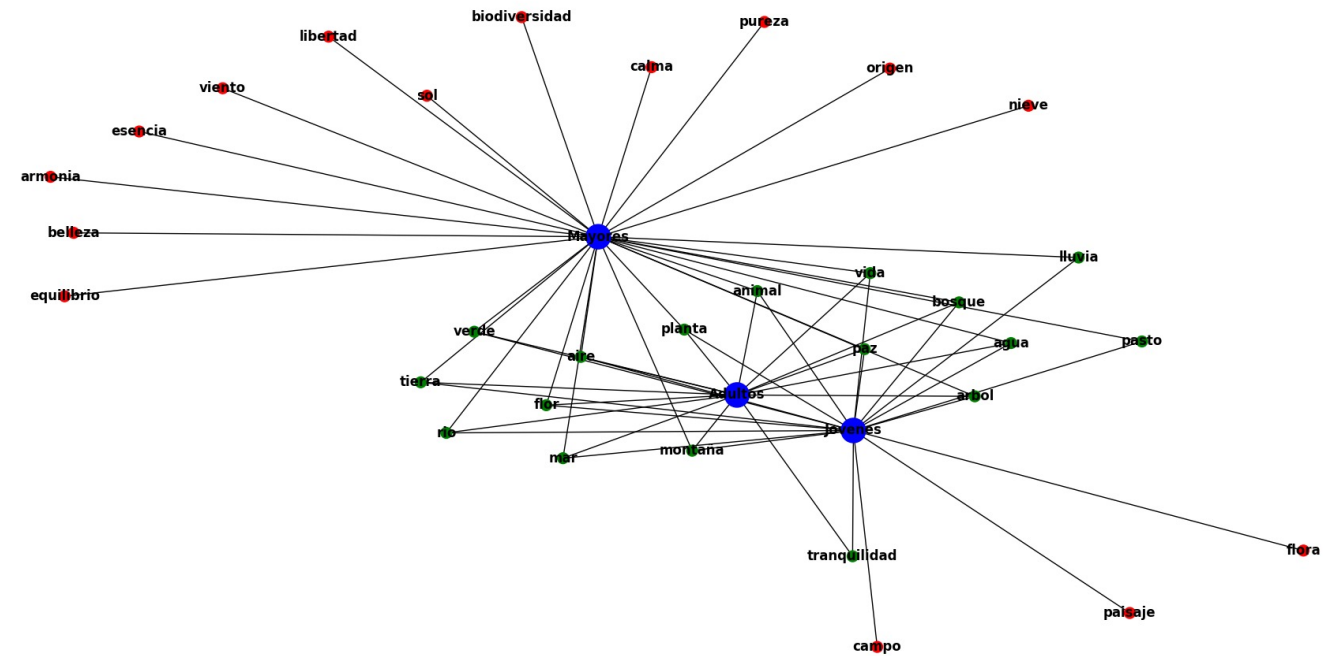 biodiversidad
pureza
libertad
calma
origen
viento
sol
nieve
esencia
armonia
belleza
Mayores
lluvia
vida
animal
equilibrio
bosque
verde
planta
agua
pasto
paz
aire
tierra
Adultos
arbol
flor
rio
Jovenes
montaña
mar
flora
tranquilidad
paisaje
campo